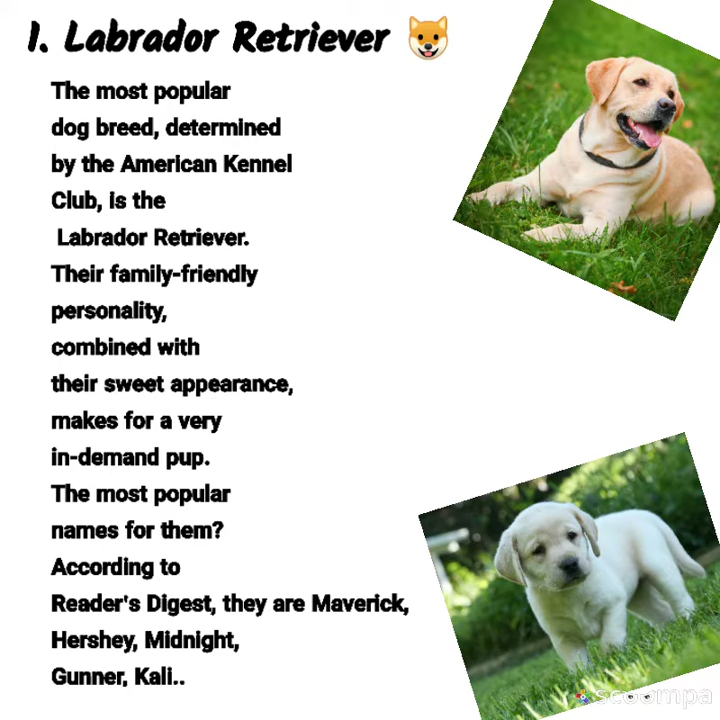 1. Labrador Retriever
The most popular
dog breed, determined
by the American Kennel
Club, is the
Labrador Retriever.
Their family-friendly
personality,
combined with
their sweet appearance,
makes for a very
in-demand pup.
The most popular
names for them?
According to
Reader's Digest, they are Maverick,
Hershey, Midnight,
Gunner, Kali..
scoompa